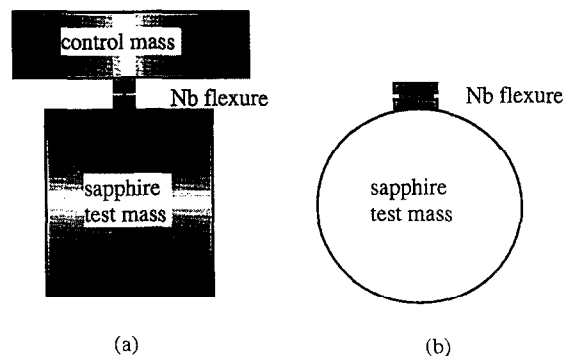 control mass
Nb flexure
sapphire
test mass
(a)
Nb flexure
sapphire
test mass
(b)